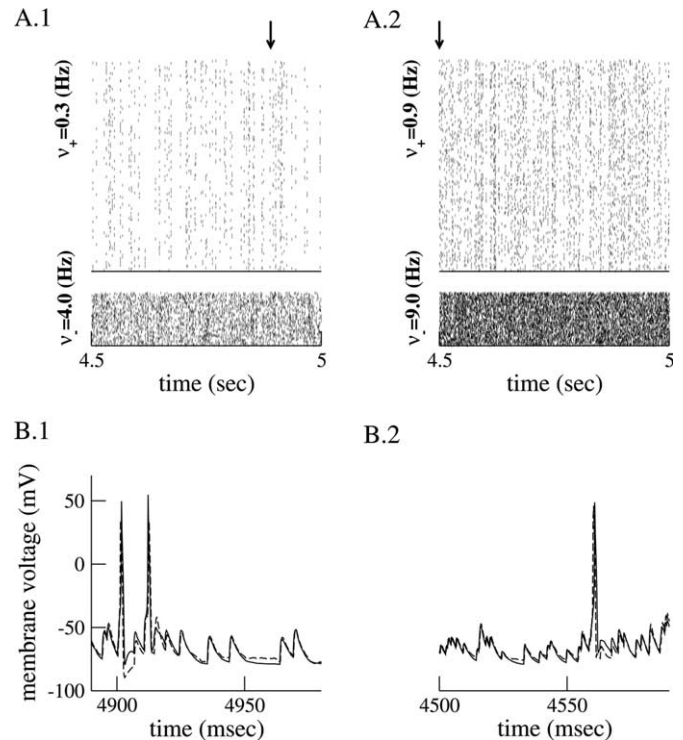 A.1
A.2
ν+=0.3 (Hz)
ν+=0.9 (Hz)
ν-=4.0 (Hz)
ν-=9.0 (Hz)
4.5 5
4.5 5
time (sec)
time (sec)
B.1
B.2
membrane voltage (mV)
50
0
-50
-100
4900 4950
4500 4550
time (msec)
time (msec)